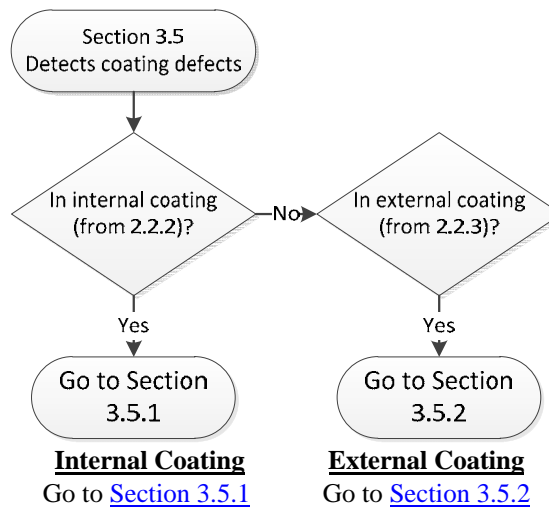 Section 3.5
Detects coating defects
In internal coating
(from 2.2.2)?
No
In external coating
(from 2.2.3)?
Yes
Yes
Go to Section
3.5.1
Go to Section
3.5.2
Internal Coating
External Coating
Go to Section 3.5.1
Go to Section 3.5.2